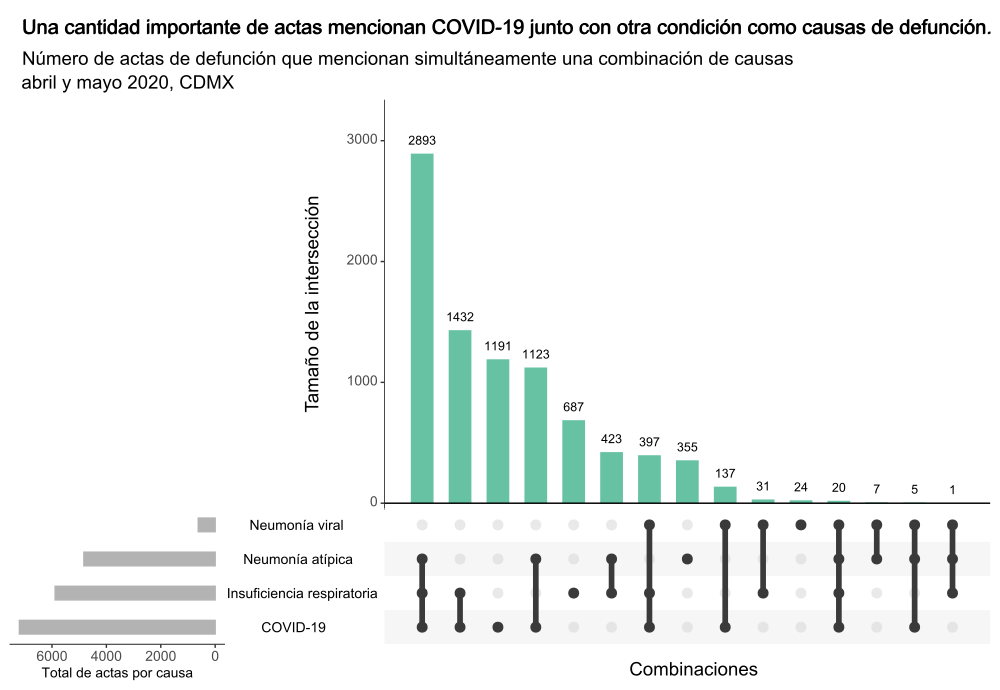 Una cantidad importante de actas mencionan COVID-19 junto con otra condición como causas de defunción.
Número de actas de defunción que mencionan simultáneamente una combinación de causas
abril y mayo 2020, CDMX
Tamaño de la intersección
3000
2000
1000
0
2893
1432
1191
1123
687
423
397
355
137
31
24
20
7
5
1
Neumonía viral
Neumonía atípica
Insuficiencia respiratoria
COVID-19
6000 4000 2000 0
Total de actas por causa
Combinaciones